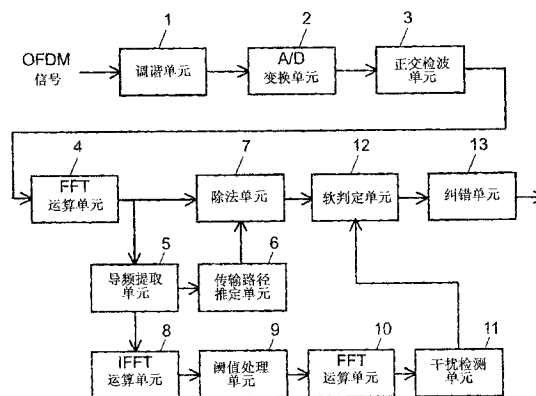 1
2
3
OFDM
信号
调谐单元
A/D
变换单元
正交检波
单元
4
7
12
13
FFT
运算单元
除法单元
软判定单元
纠错单元
5
6
导频提取
单元
传输路径
推定单元
8
9
10
11
IFFT
运算单元
阈值处理
单元
FFT
运算单元
干扰检测
单元